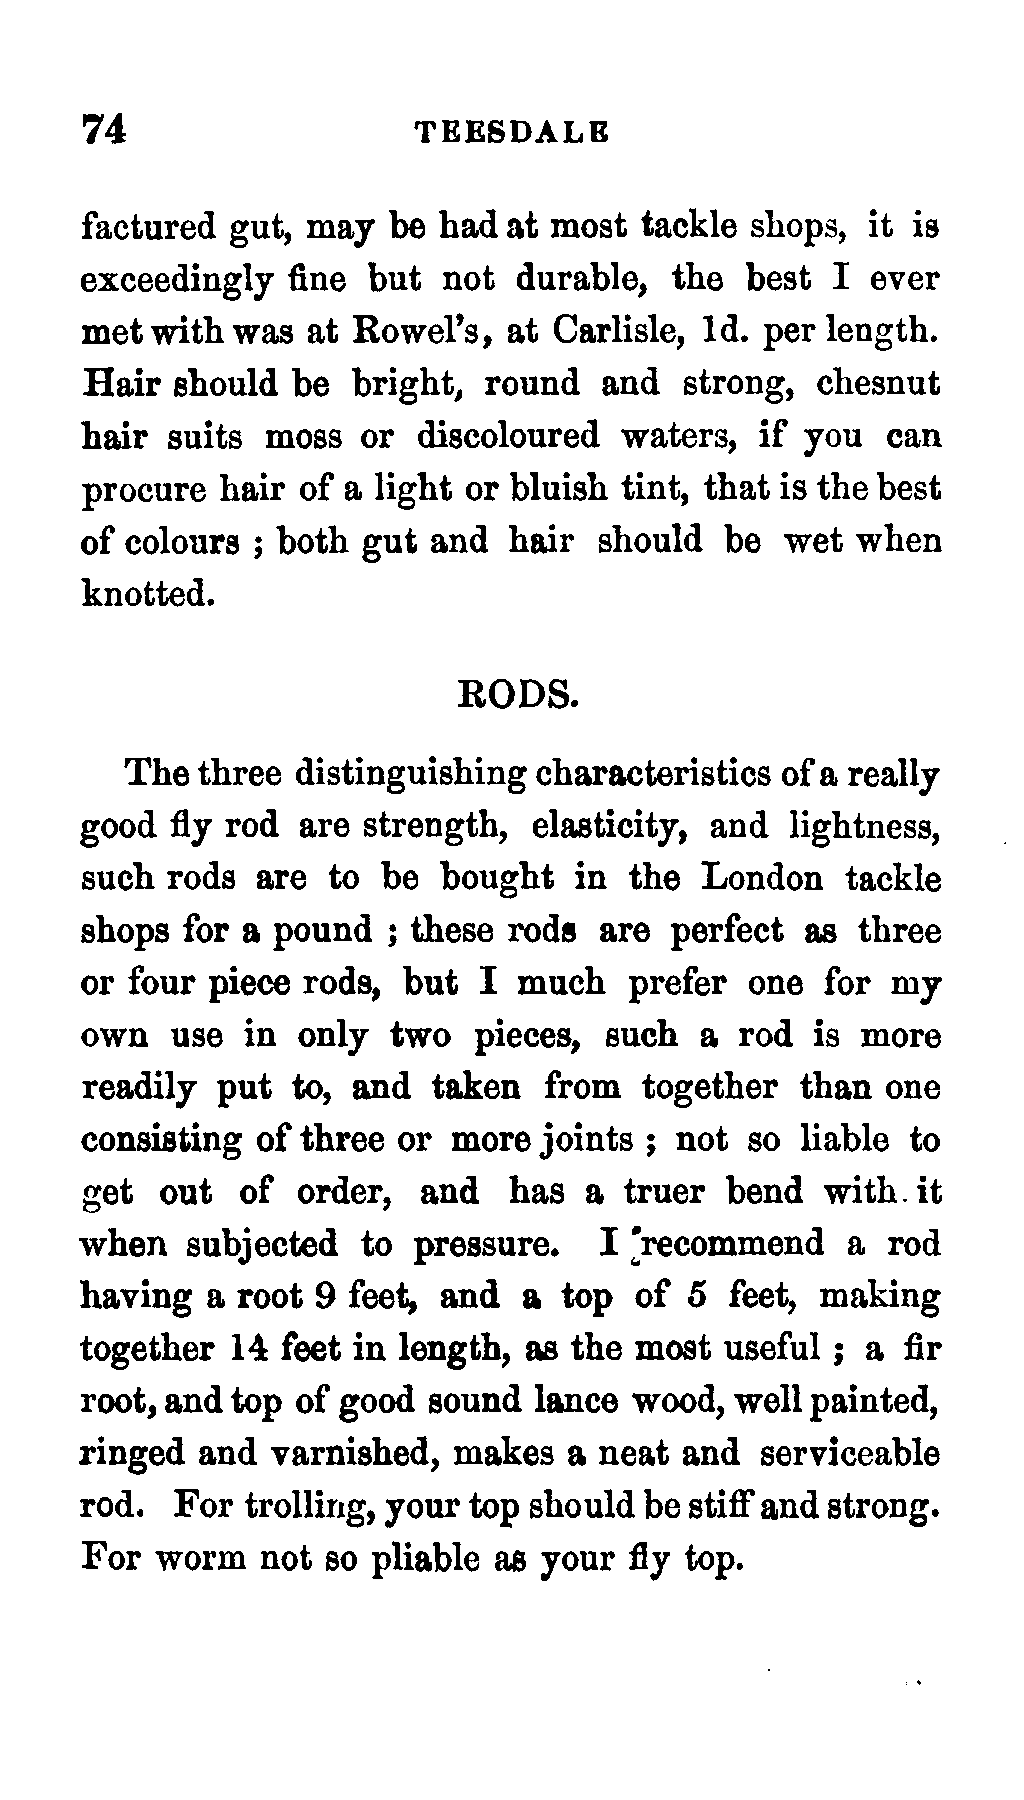 74 TEESDALE
factured gut, may be had at most tackle shops, it is
exceedingly fine but not durable, the best I ever
met with was at Rowel's, at Carlisle, 1d. per length.
Hair should be bright, round and strong, chesnut
hair suits moss or discoloured waters, if you can
procure hair of a light or bluish tint, that is the best
of colours ; both gut and hair should be wet when
knotted.
RODS.
The three distinguishing characteristics of a really
good fly rod are strength, elasticity, and lightness,
such rods are to be bought in the London tackle
shops for a pound ; these rods are perfect as three
or four piece rods, but I much prefer one for my
own use in only two pieces, such a rod is more
readily put to, and taken from together than one
consisting of three or more joints ; not so liable to
get out of order, and has a truer bend with it
when subjected to pressure. I recommend a rod
having a root 9 feet, and a top of 5 feet, making
together 14 feet in length, as the most useful ; a fir
root, and top of good sound lance wood, well painted,
ringed and varnished, makes a neat and serviceable
rod. For trolling, your top should be stiff and strong.
For worm not so pliable as your fly top.